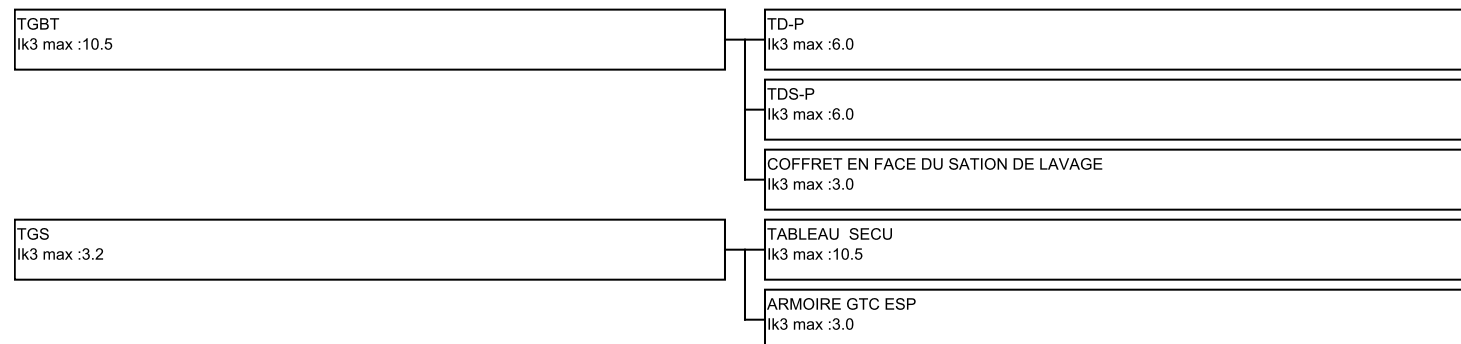 TGBT
Ik3 max :10.5
TD-P
Ik3 max :6.0
TDS-P
Ik3 max :6.0
COFFRET EN FACE DU SATION DE LAVAGE
Ik3 max :3.0
TGS
Ik3 max :3.2
TABLEAU  SECU
Ik3 max :10.5
ARMOIRE GTC ESP
Ik3 max :3.0